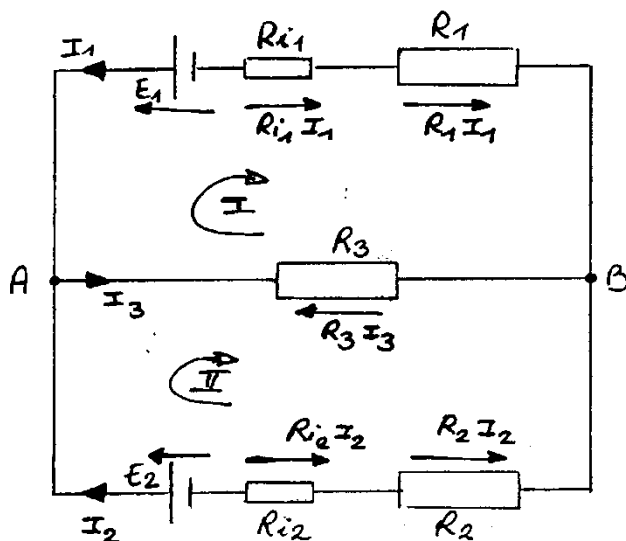 I1 Ri1 R1
E1 Ri1 I1 R1 I1
I
R3
A B
I3 R3 I3
II
Ri2 I2 R2 I2
E2
I2 Ri2 R2